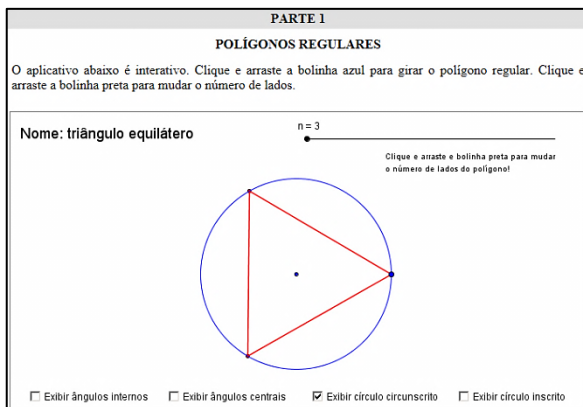 PARTE 1
POLÍGONOS REGULARES
O aplicativo abaixo é interativo. Clique e arraste a bolinha azul para girar o polígono regular. Clique e
arraste a bolinha preta para mudar o número de lados.
Nome: triângulo equilátero
n = 3
Clique e arraste e bolinha preta para mudar
o número de lados do polígono!
Exibir ângulos internos
Exibir ângulos centrais
Exibir círculo circunscrito
Exibir círculo inscrito